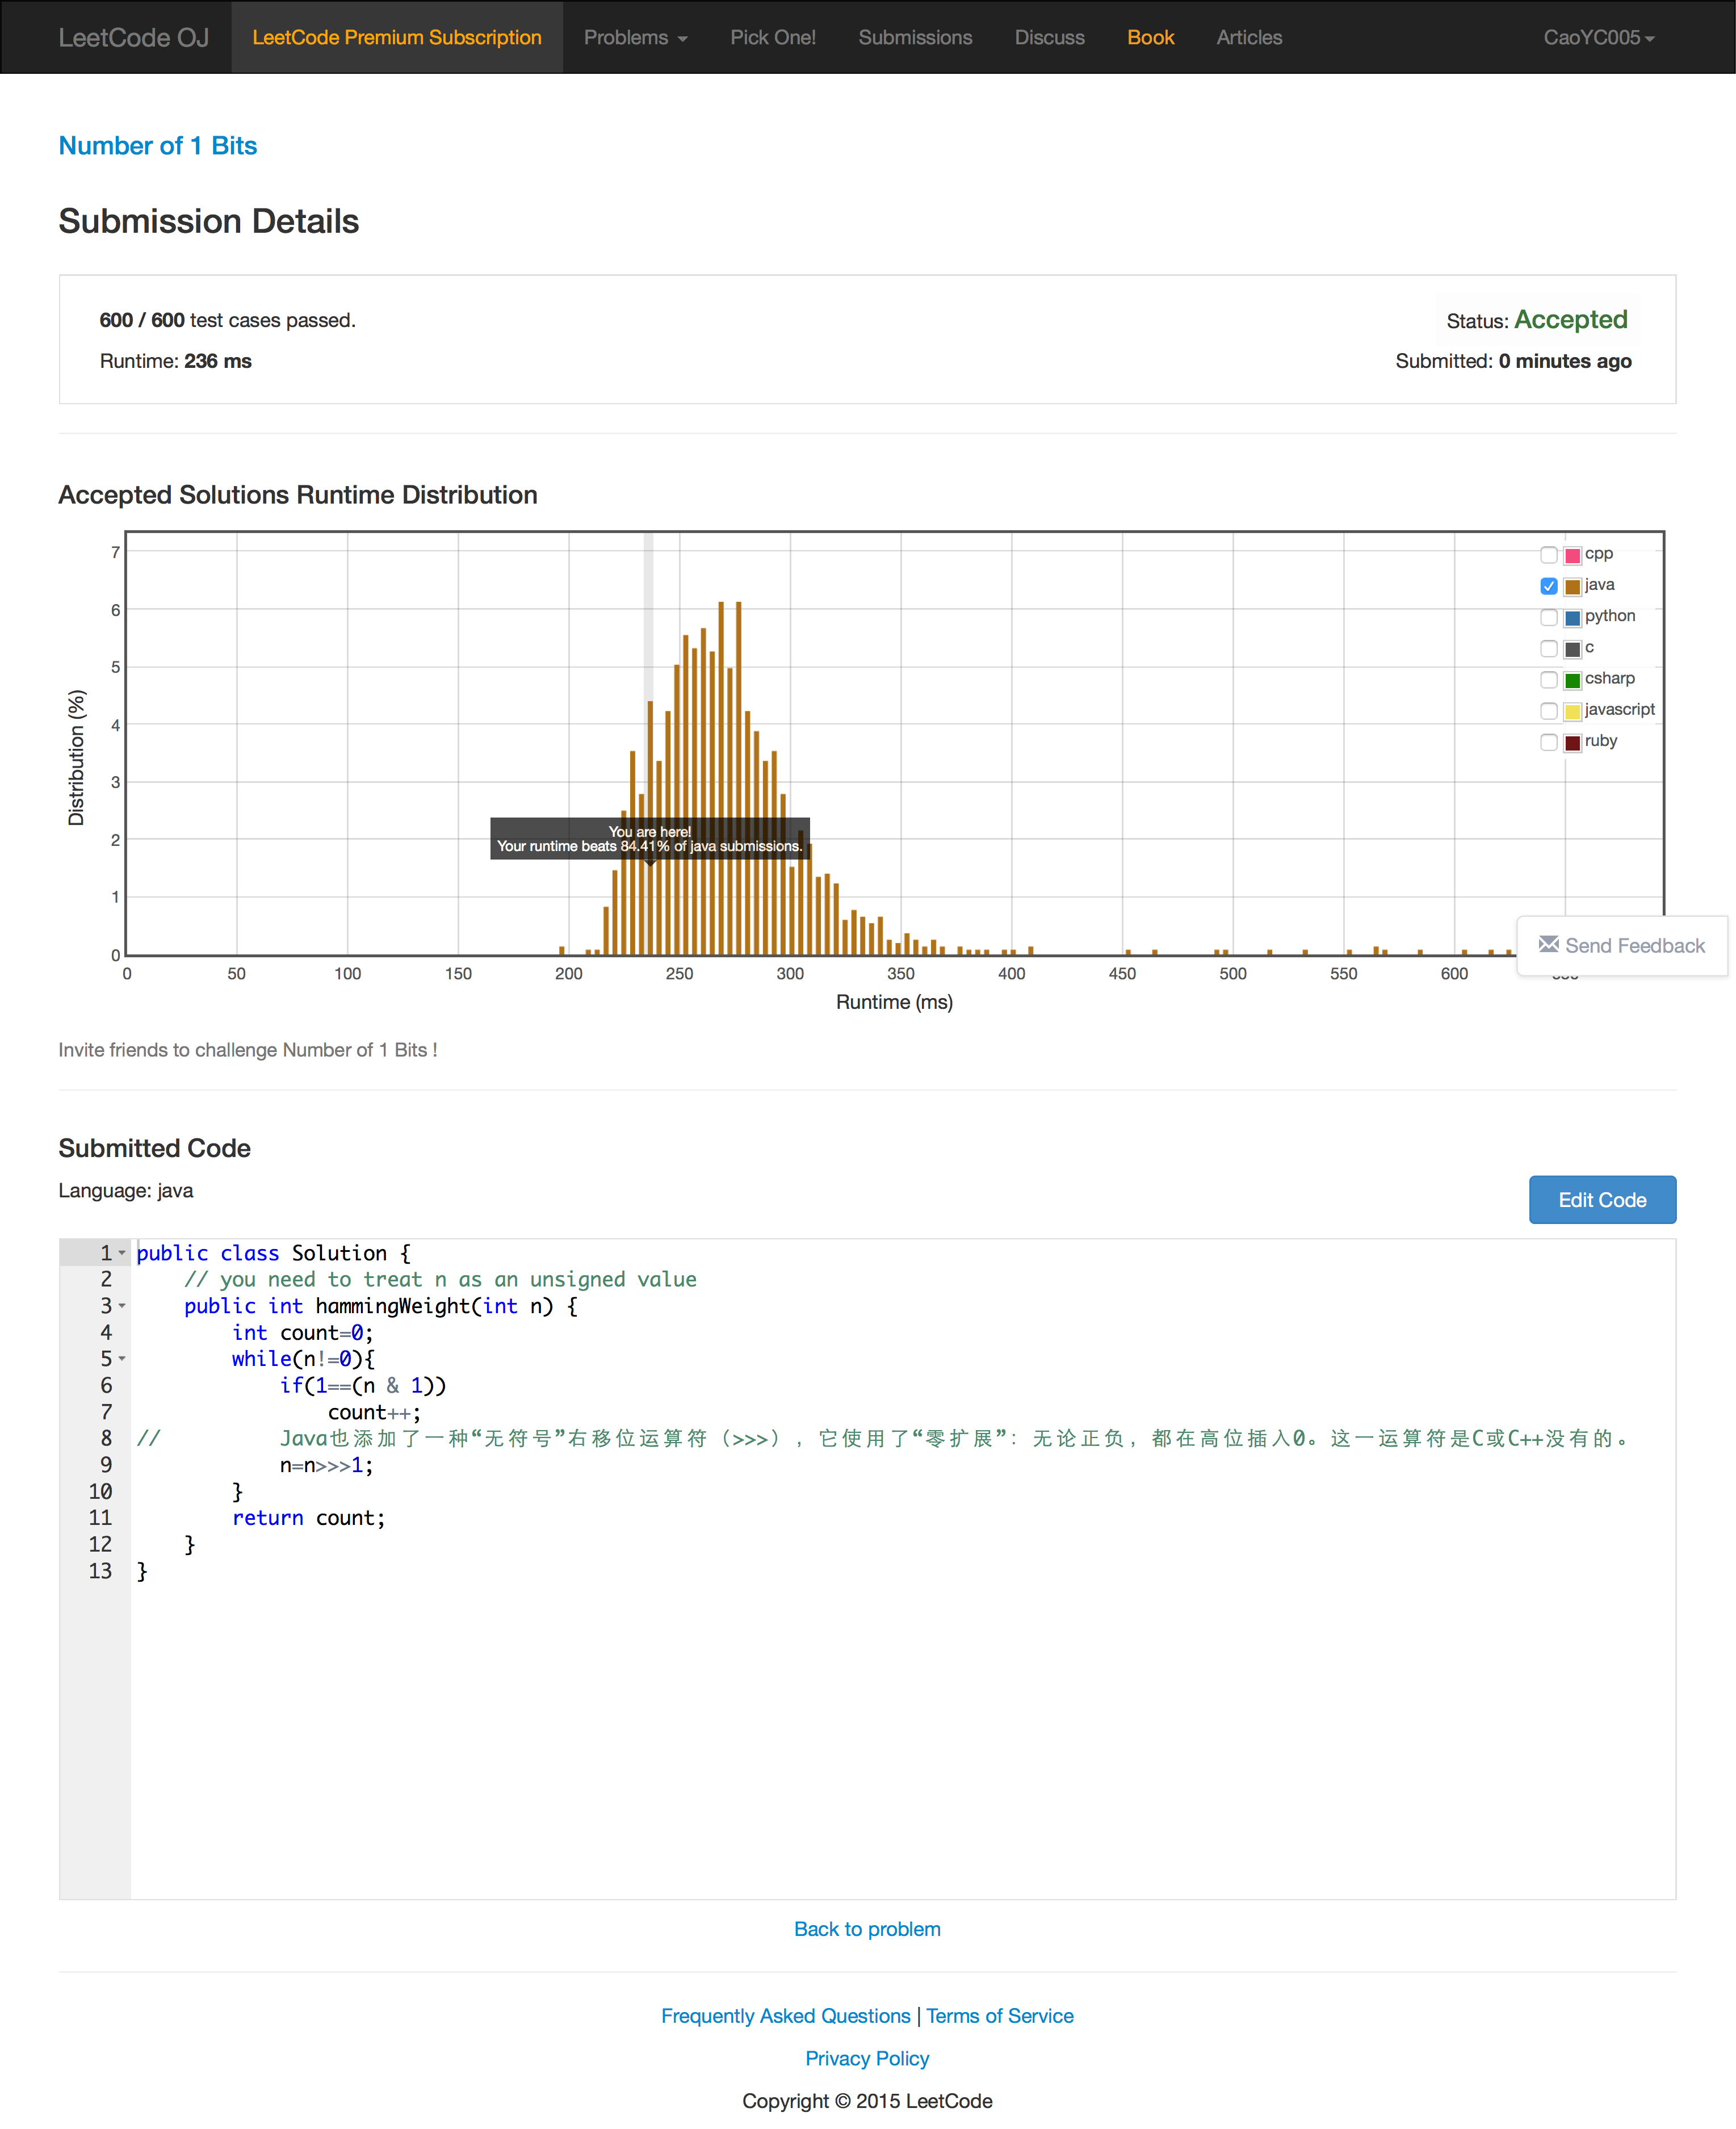 LeetCode OJ LeetCode Premium Subscription Problems Pick One! Submissions Discuss Book Articles CaoYC005
Number of 1 Bits
Submission Details
600 / 600 test cases passed. Status: Accepted
Runtime: 236 ms Submitted: 0 minutes ago
Accepted Solutions Runtime Distribution
7
6
5
4
3
2
1
0
Distribution (%)
cpp
java
python
c
csharp
javascript
ruby
You are here!
Your runtime beats 84.41% of java submissions.
0 50 100 150 200 250 300 350 400 450 500 550 600
Runtime (ms)
Send Feedback
Invite friends to challenge Number of 1 Bits !
Submitted Code
Language: java
Edit Code
1 public class Solution {
2 // you need to treat n as an unsigned value
3 public int hammingWeight(int n) {
4 int count=0;
5 while(n!=0){
6 if(1==(n & 1))
7 count++;
8 // Java也添加了一种“无符号”右移位运算符（>>>），它使用了“零扩展”：无论正负，都在高位插入0。这一运算符是C或C++没有的。
9 n=n>>>1;
10 }
11 return count;
12 }
13 }
Back to problem
Frequently Asked Questions | Terms of Service
Privacy Policy
Copyright © 2015 LeetCode